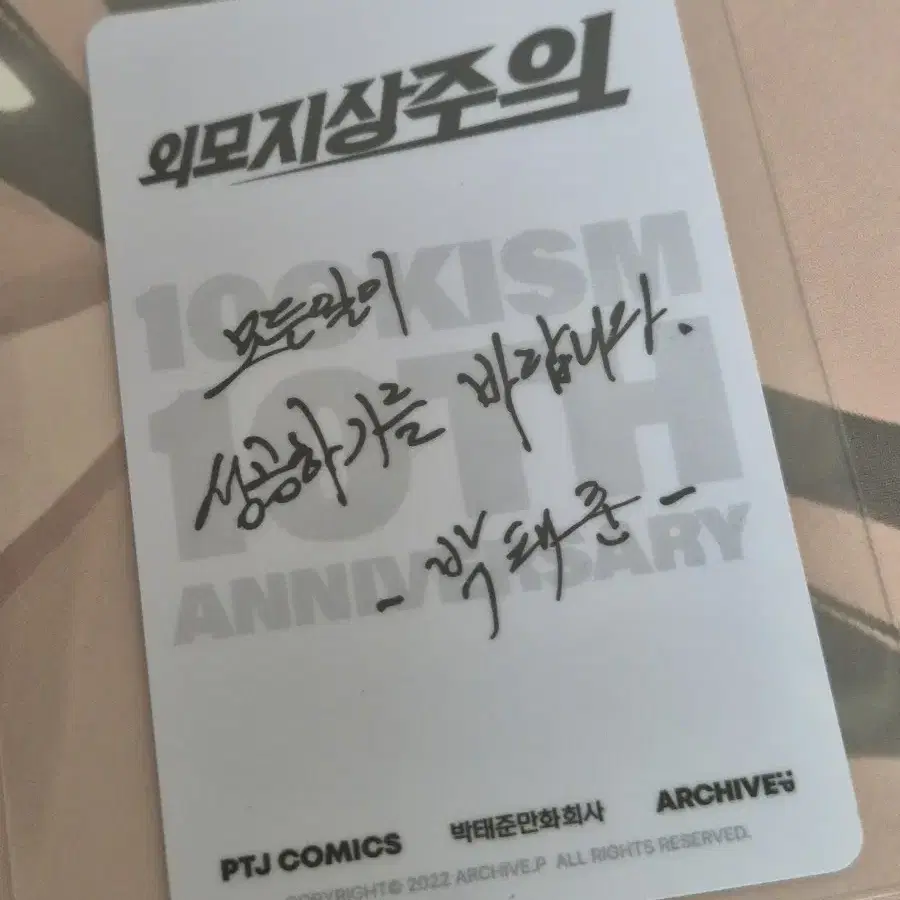 외모지상주의
100KISM
10TH
ANNIVERSARY
모든일이
성공하기를 바랍니다.
- 박태준 -
PTJ COMICS
박태준만화회사
ARCHIVE.P
COPYRIGHT© 2022 ARCHIVE.P ALL RIGHTS RESERVED.